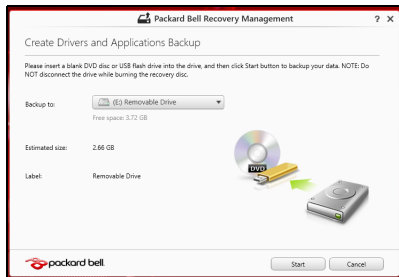 Packard Bell Recovery Management
? X
Create Drivers and Applications Backup
Please insert a blank DVD disc or USB flash drive into the drive, and then click Start button to backup your data. NOTE: Do
NOT disconnect the drive while burning the recovery disc.
Backup to:
(E:) Removable Drive
Free space: 3.72 GB
Estimated size:
2.66 GB
Label:
Removable Drive
DVD
packard bell.
Start
Cancel